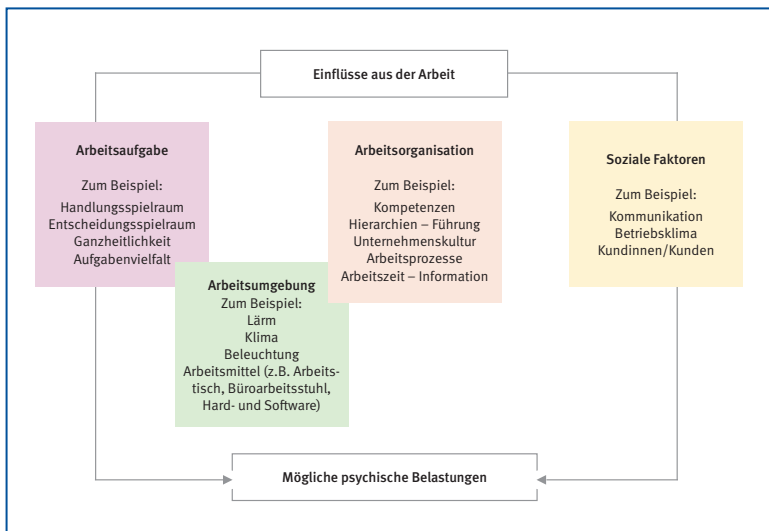 Einflüsse aus der Arbeit
Arbeitsaufgabe
Zum Beispiel:
Handlungsspielraum
Entscheidungsspielraum
Ganzheitlichkeit
Aufgabenvielfalt
Arbeitsumgebung
Zum Beispiel:
Lärm
Klima
Beleuchtung
Arbeitsmittel (z.B. Arbeits-
tisch, Büroarbeitsstuhl,
Hard- und Software)
Arbeitsorganisation
Zum Beispiel:
Kompetenzen
Hierarchien – Führung
Unternehmenskultur
Arbeitsprozesse
Arbeitszeit – Information
Soziale Faktoren
Zum Beispiel:
Kommunikation
Betriebsklima
Kundinnen/Kunden
Mögliche psychische Belastungen